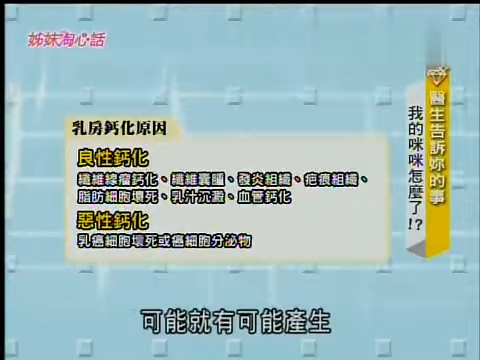 姊妹淘心話
醫生告訴妳的事
我的咪咪怎麼了!?
乳房鈣化原因
良性鈣化
纖維線瘤鈣化、纖維囊腫、發炎組織、疤痕組織、
脂肪細胞壞死、乳汁沉澱、血管鈣化
惡性鈣化
乳癌細胞壞死或癌細胞分泌物
可能就有可能產生